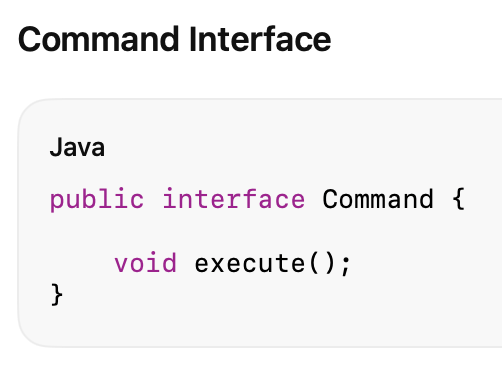 Command Interface
Java
public interface Command {
void execute();
}